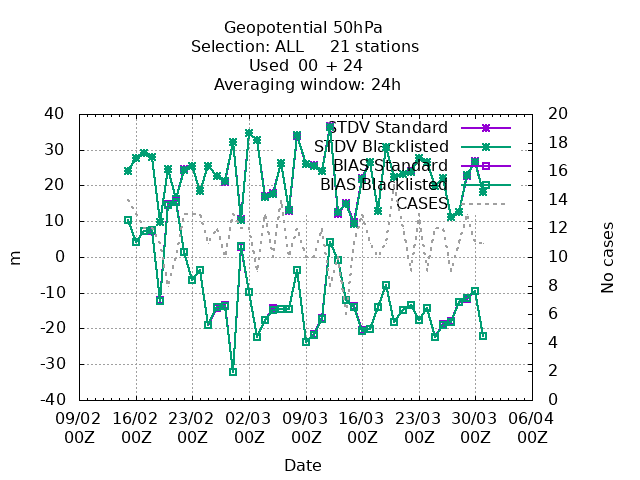 Geopotential 50hPa
Selection: ALL 21 stations
Used 00 + 24
Averaging window: 24h
40 20
STDV Standard
30 18
STDV Blacklisted
BIAS Standard
20 16
BIAS Blacklisted
CASES
14
10 12
0 10
-10 8
6
-20 4
-30 2
-40 0
m
No cases
09/02 16/02 23/02 02/03 09/03 16/03 23/03 30/03 06/04
00Z 00Z 00Z 00Z 00Z 00Z 00Z 00Z 00Z
Date